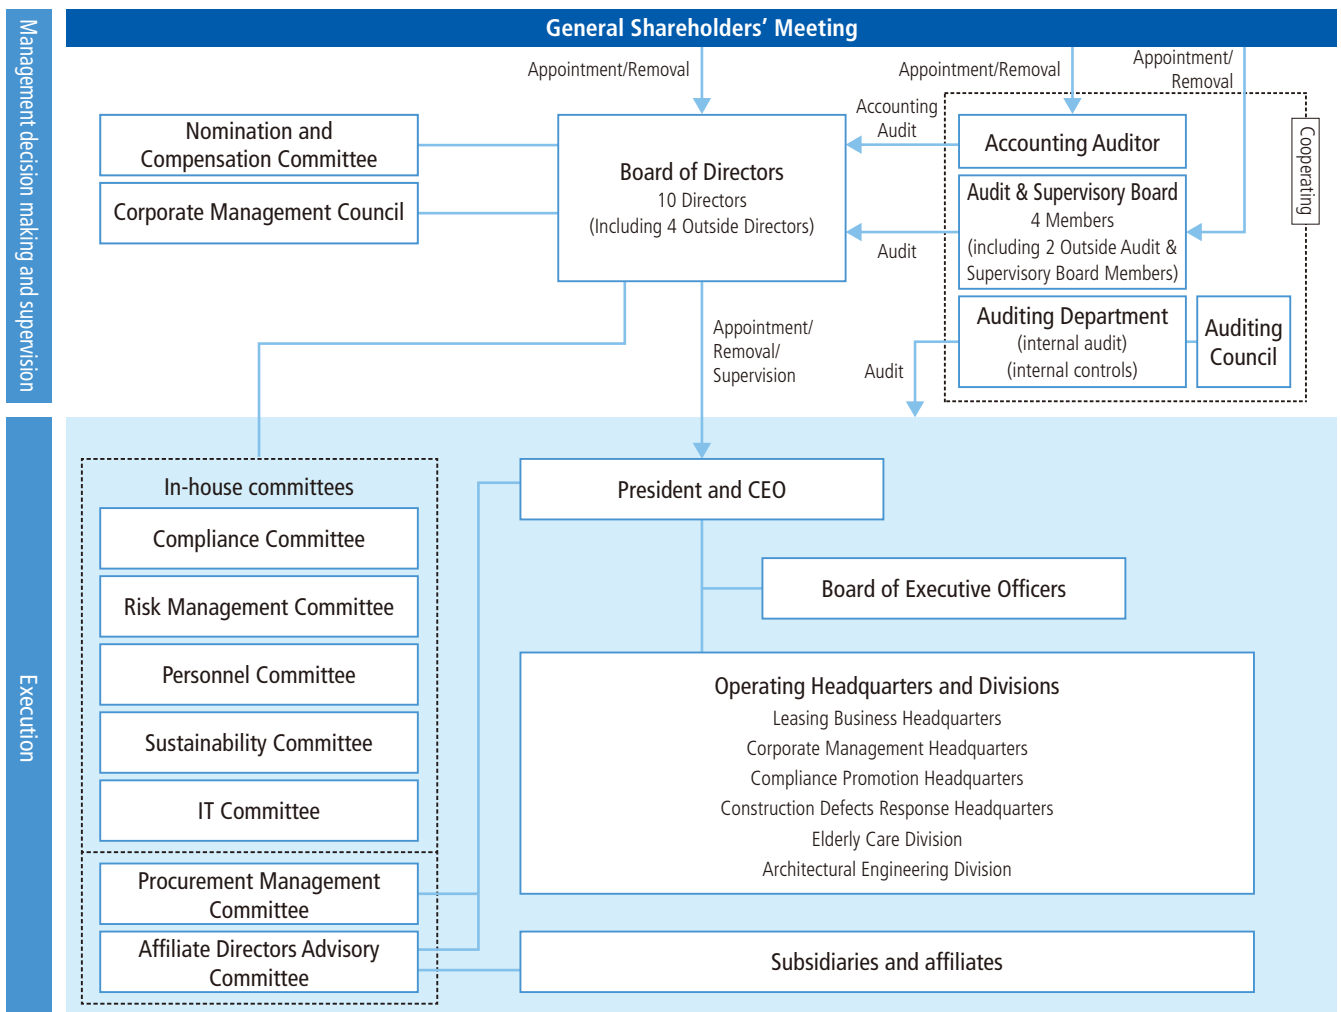 Management decision making and supervision
General Shareholders’ Meeting
Appointment/Removal
Appointment/Removal
Appointment/
Removal
Nomination and
Compensation Committee
Corporate Management Council
Board of Directors
10 Directors
(Including 4 Outside Directors)
Accounting
Audit
Audit
Cooperating
Accounting Auditor
Audit & Supervisory Board
4 Members
(including 2 Outside Audit &
Supervisory Board Members)
Auditing Department
(internal audit)
(internal controls)
Auditing
Council
Appointment/
Removal/
Supervision
Audit
Execution
In-house committees
Compliance Committee
Risk Management Committee
Personnel Committee
Sustainability Committee
IT Committee
Procurement Management
Committee
Affiliate Directors Advisory
Committee
President and CEO
Board of Executive Officers
Operating Headquarters and Divisions
Leasing Business Headquarters
Corporate Management Headquarters
Compliance Promotion Headquarters
Construction Defects Response Headquarters
Elderly Care Division
Architectural Engineering Division
Subsidiaries and affiliates